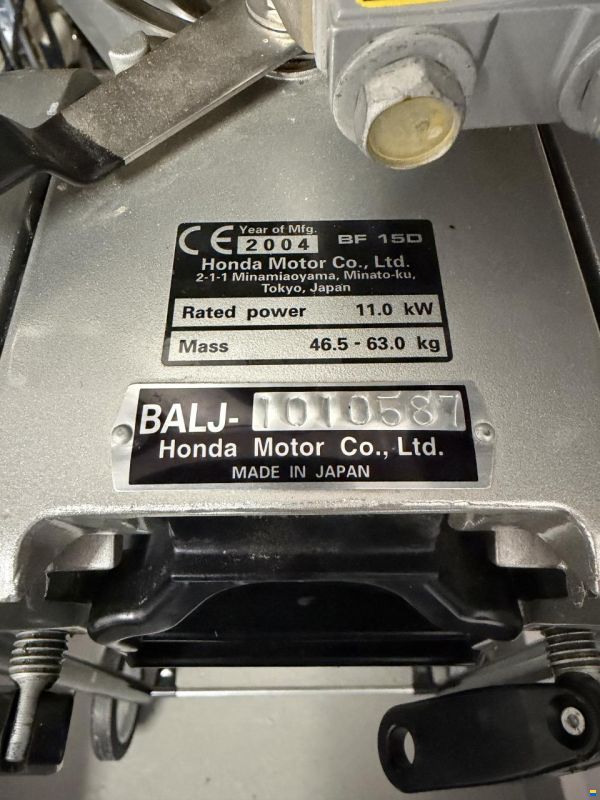 CE Year of Mfg.
2004 BF 15D
Honda Motor Co., Ltd.
2-1-1 Minamiaoyama, Minato-ku,
Tokyo, Japan
Rated power 11.0 kW
Mass 46.5 - 63.0 kg
BALJ- 1010587
Honda Motor Co., Ltd.
MADE IN JAPAN